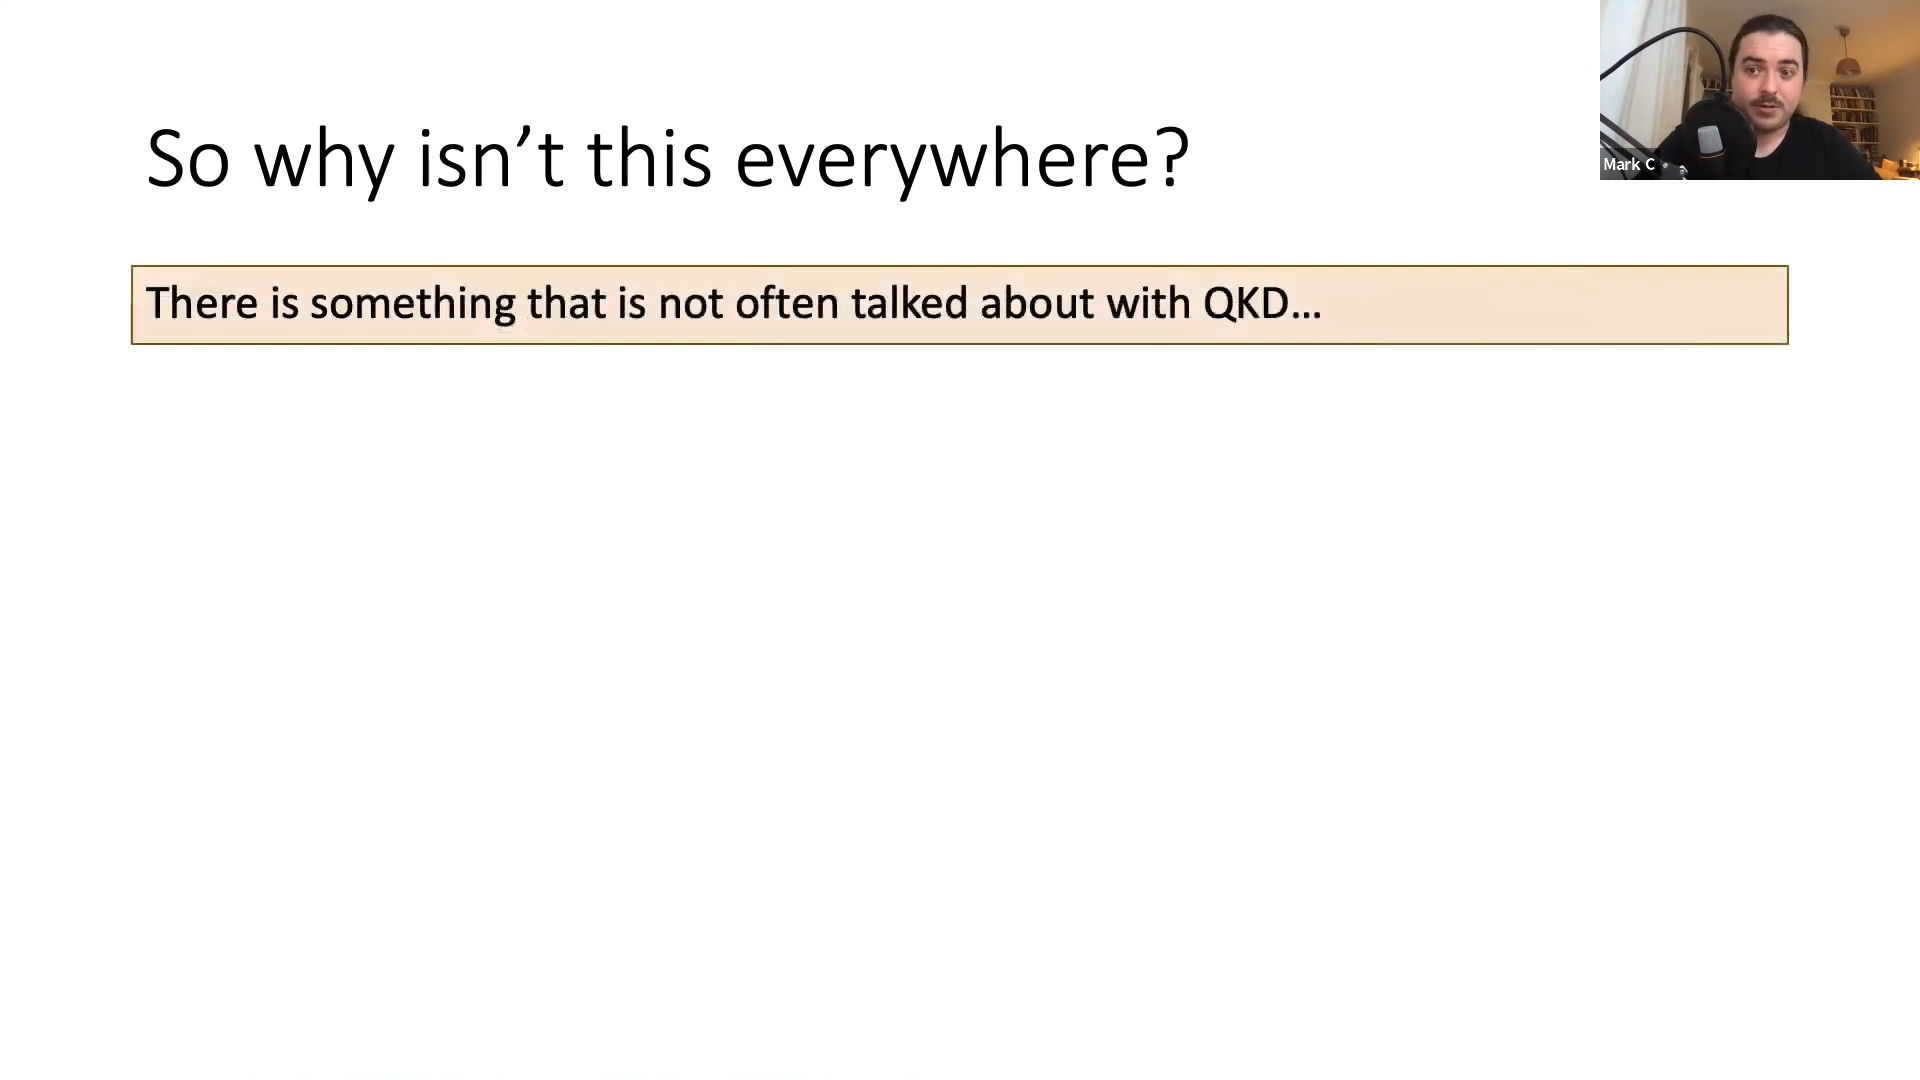 So why isn’t this everywhere?
Mark C
There is something that is not often talked about with QKD...